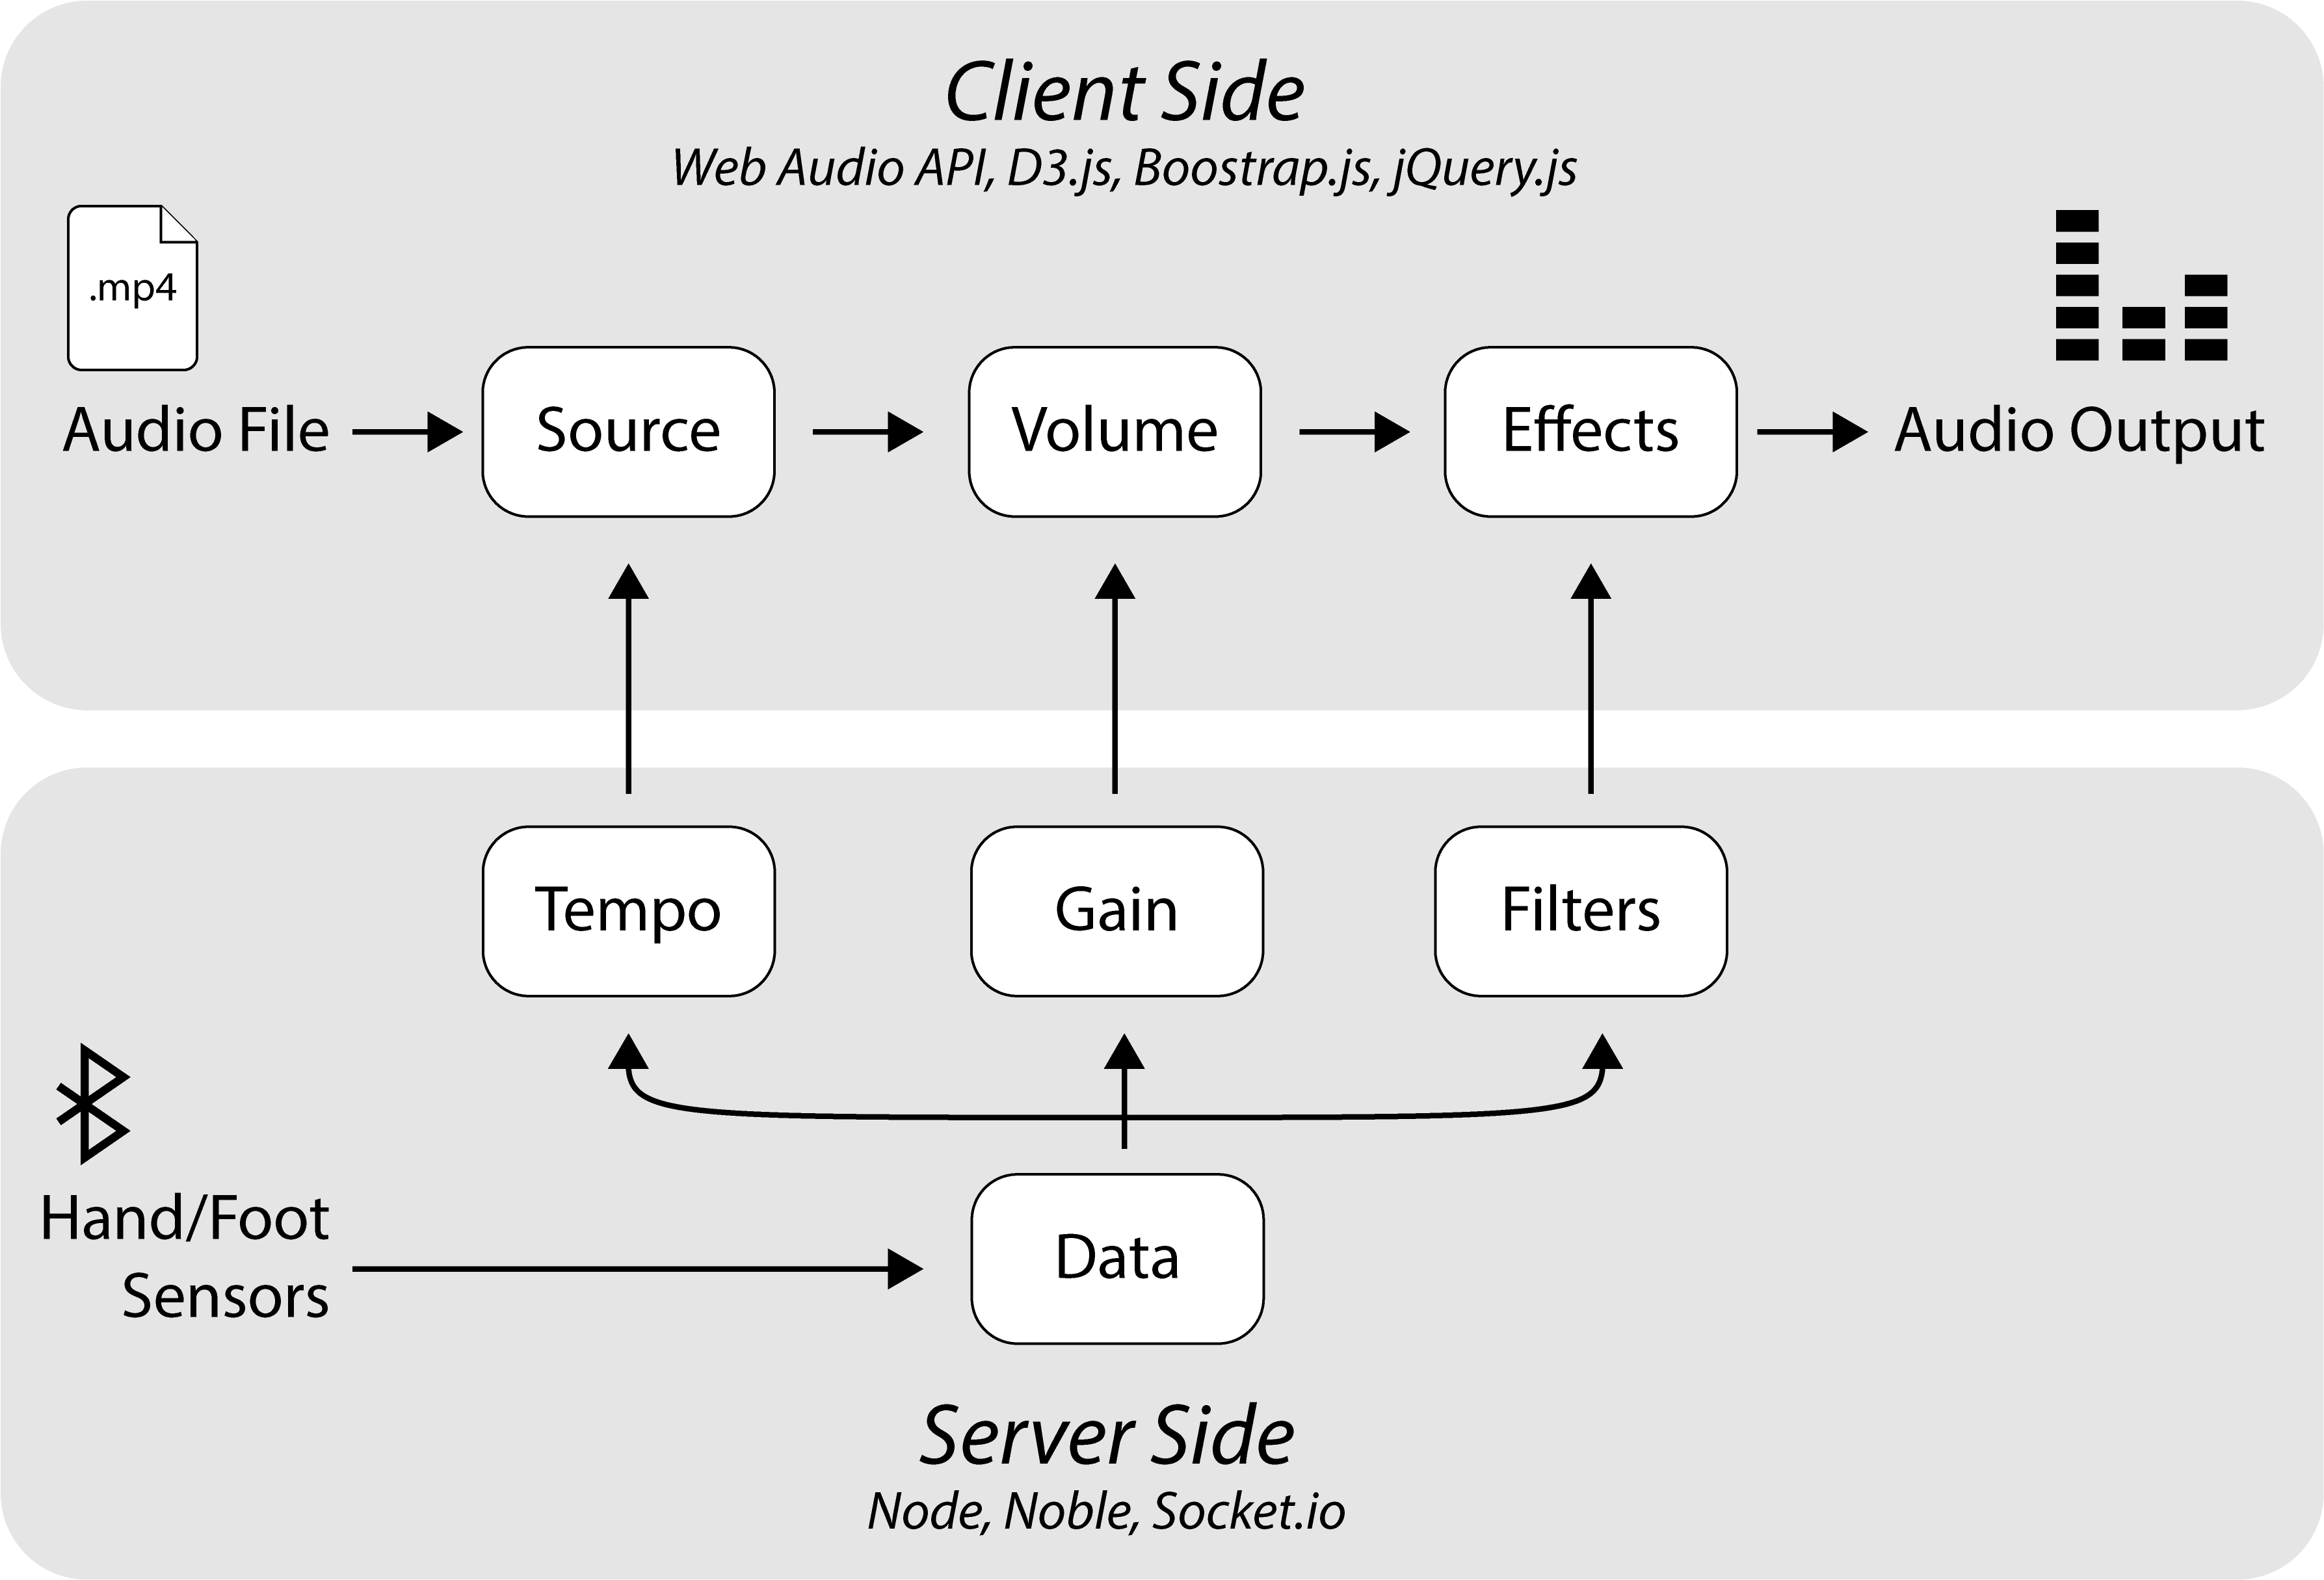 Client Side
Web Audio API, D3.js, Boostrap.js, jQuery.js
.mp4
Audio File
Source
Volume
Effects
Audio Output
Tempo
Gain
Filters
Hand/Foot
Sensors
Data
Server Side
Node, Noble, Socket.io